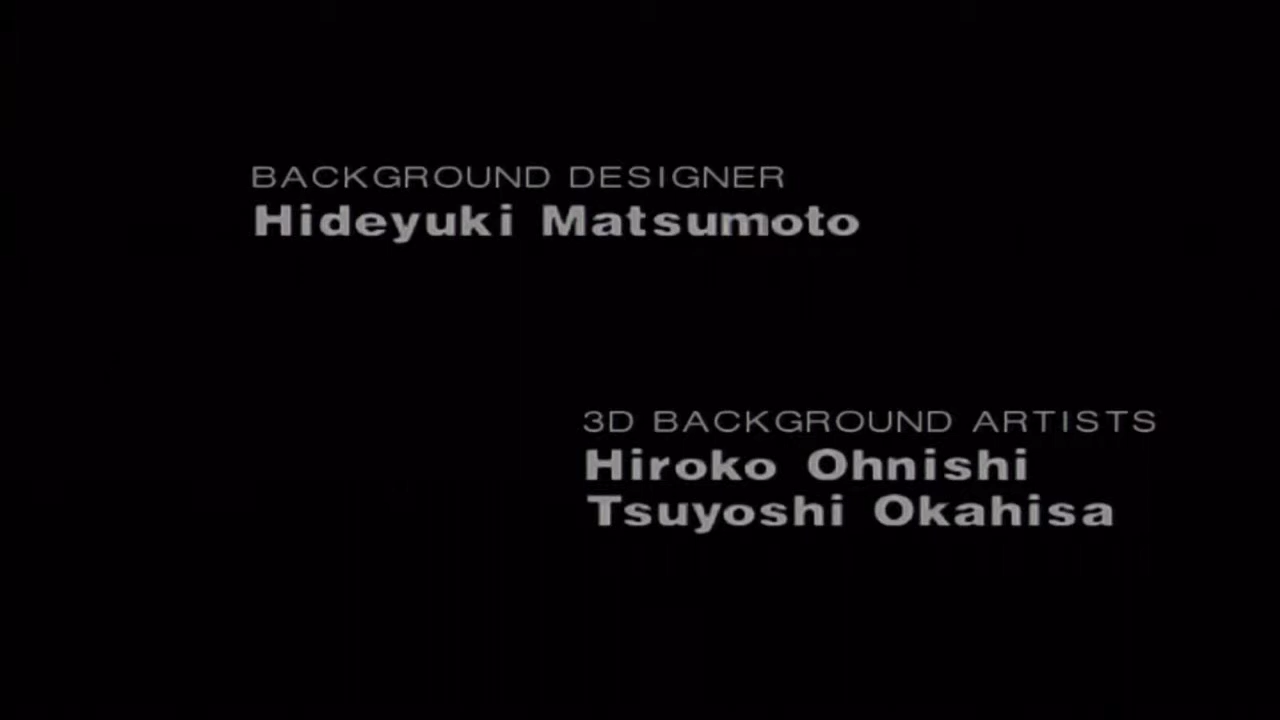 BACKGROUND DESIGNER
Hideyuki Matsumoto
3D BACKGROUND ARTISTS
Hiroko Ohnishi
Tsuyoshi Okahisa